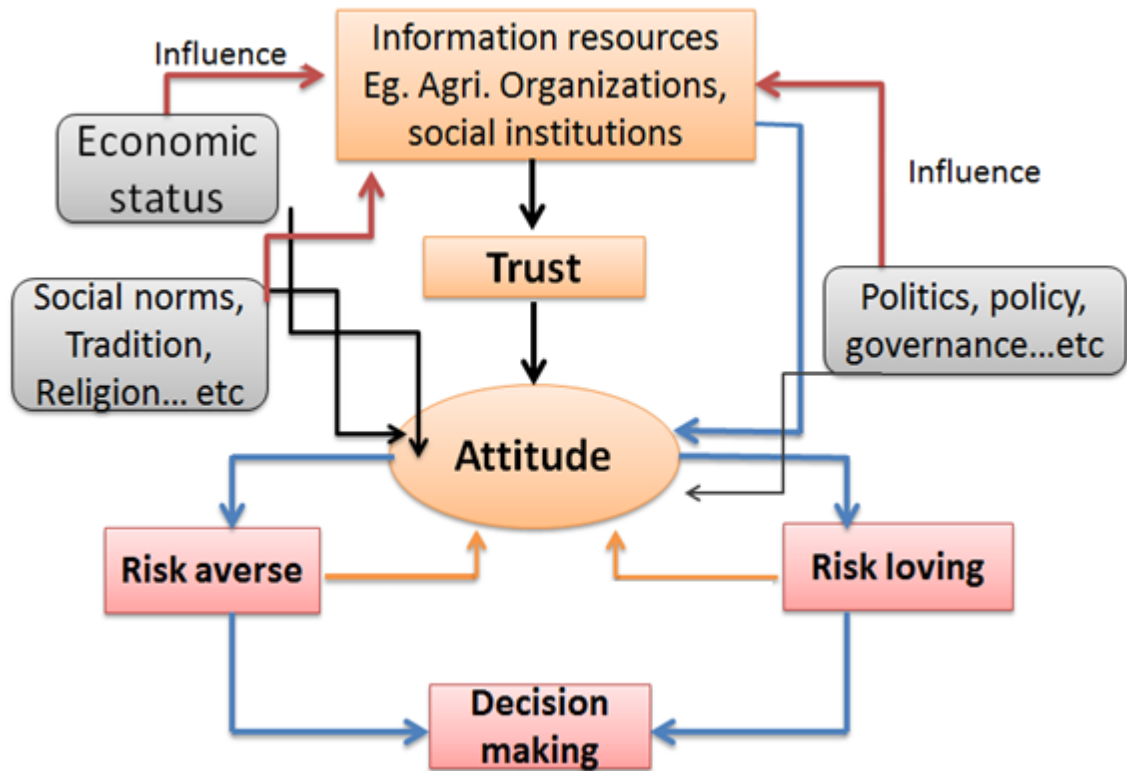 Influence
Information resources
Eg. Agri. Organizations,
social institutions
Economic
status
Influence
Trust
Social norms,
Tradition,
Religion... etc
Politics, policy,
governance...etc
Attitude
Risk averse
Risk loving
Decision
making